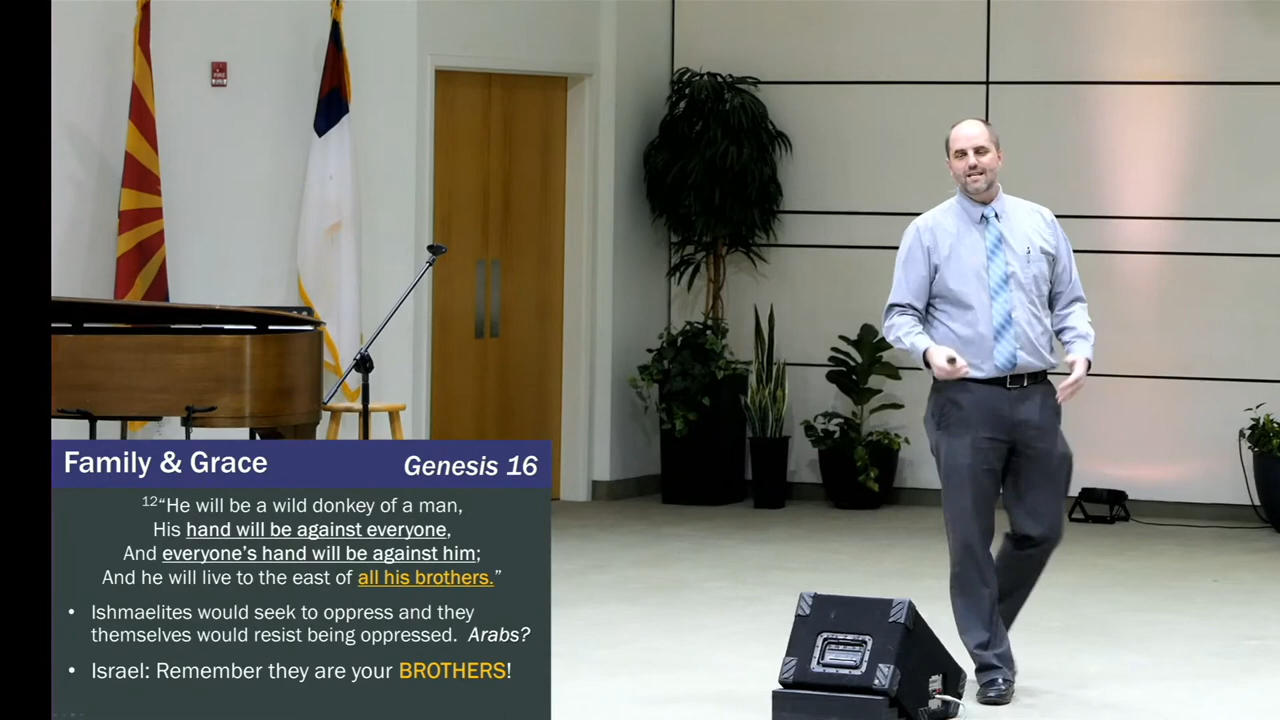 Family & Grace
Genesis 16
12“He will be a wild donkey of a man,
His hand will be against everyone,
And everyone’s hand will be against him;
And he will live to the east of all his brothers.”
• Ishmaelites would seek to oppress and they
themselves would resist being oppressed. Arabs?
• Israel: Remember they are your BROTHERS!
FIRE